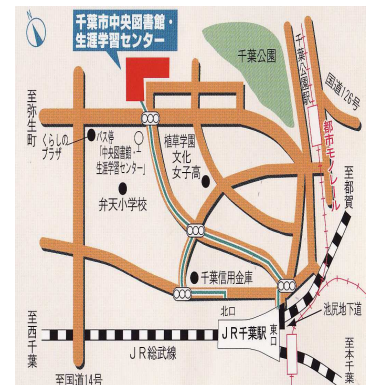 千葉市中央図書館・
生涯学習センター
千葉公園
千葉公園駅
国道126号
至弥生町
くらしの
プラザ
バス停
「中央図書館・
生涯学習センター」
植草学園
文化
女子高
都市モノレール
至都賀
弁天小学校
千葉信用金庫
池尻地下道
北口
JR千葉駅
東口
至西千葉
JR総武線
至本千葉
至国道14号